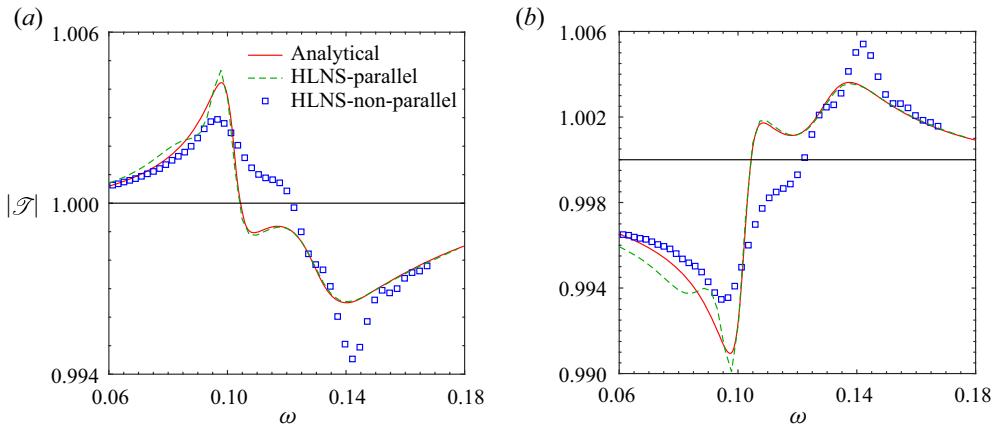 (a)
1.006
1.000
0.994
|𝒯|
Analytical
HLNS-parallel
HLNS-non-parallel
0.06 0.10 0.14 0.18
ω
(b)
1.006
1.002
0.998
0.994
0.990
0.06 0.10 0.14 0.18
ω